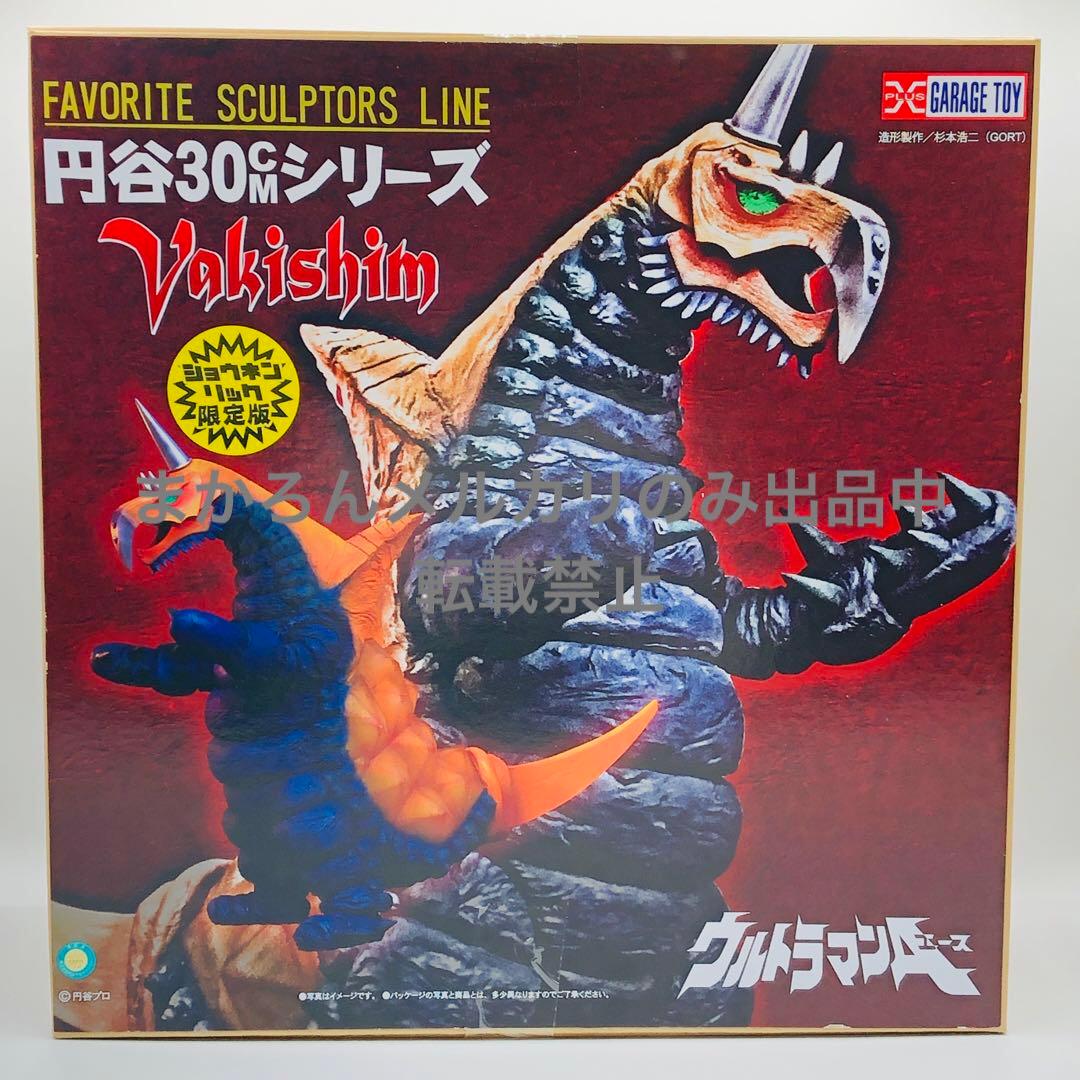 FAVORITE SCULPTORS LINE
円谷30CMシリーズ
Vakishim
ショウネン
リック
限定版
X PLUS GARAGE TOY
造形製作/杉本浩二(GORT)
まかろんメルカリのみ出品中
転載禁止
ウルトラマンA
エース
©円谷プロ
●写真はイメージです。 ●パッケージの写真と商品とは、多少異なりますのでご了承ください。